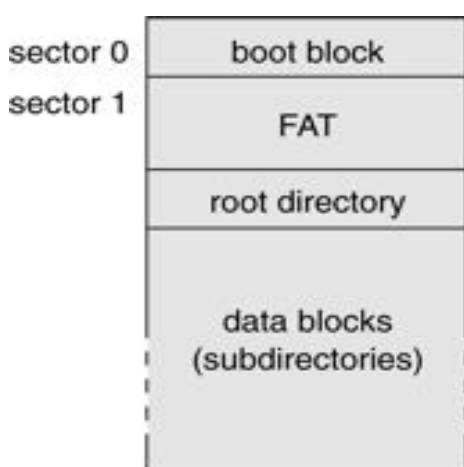 sector 0
boot block
sector 1
FAT
root directory
data blocks
(subdirectories)